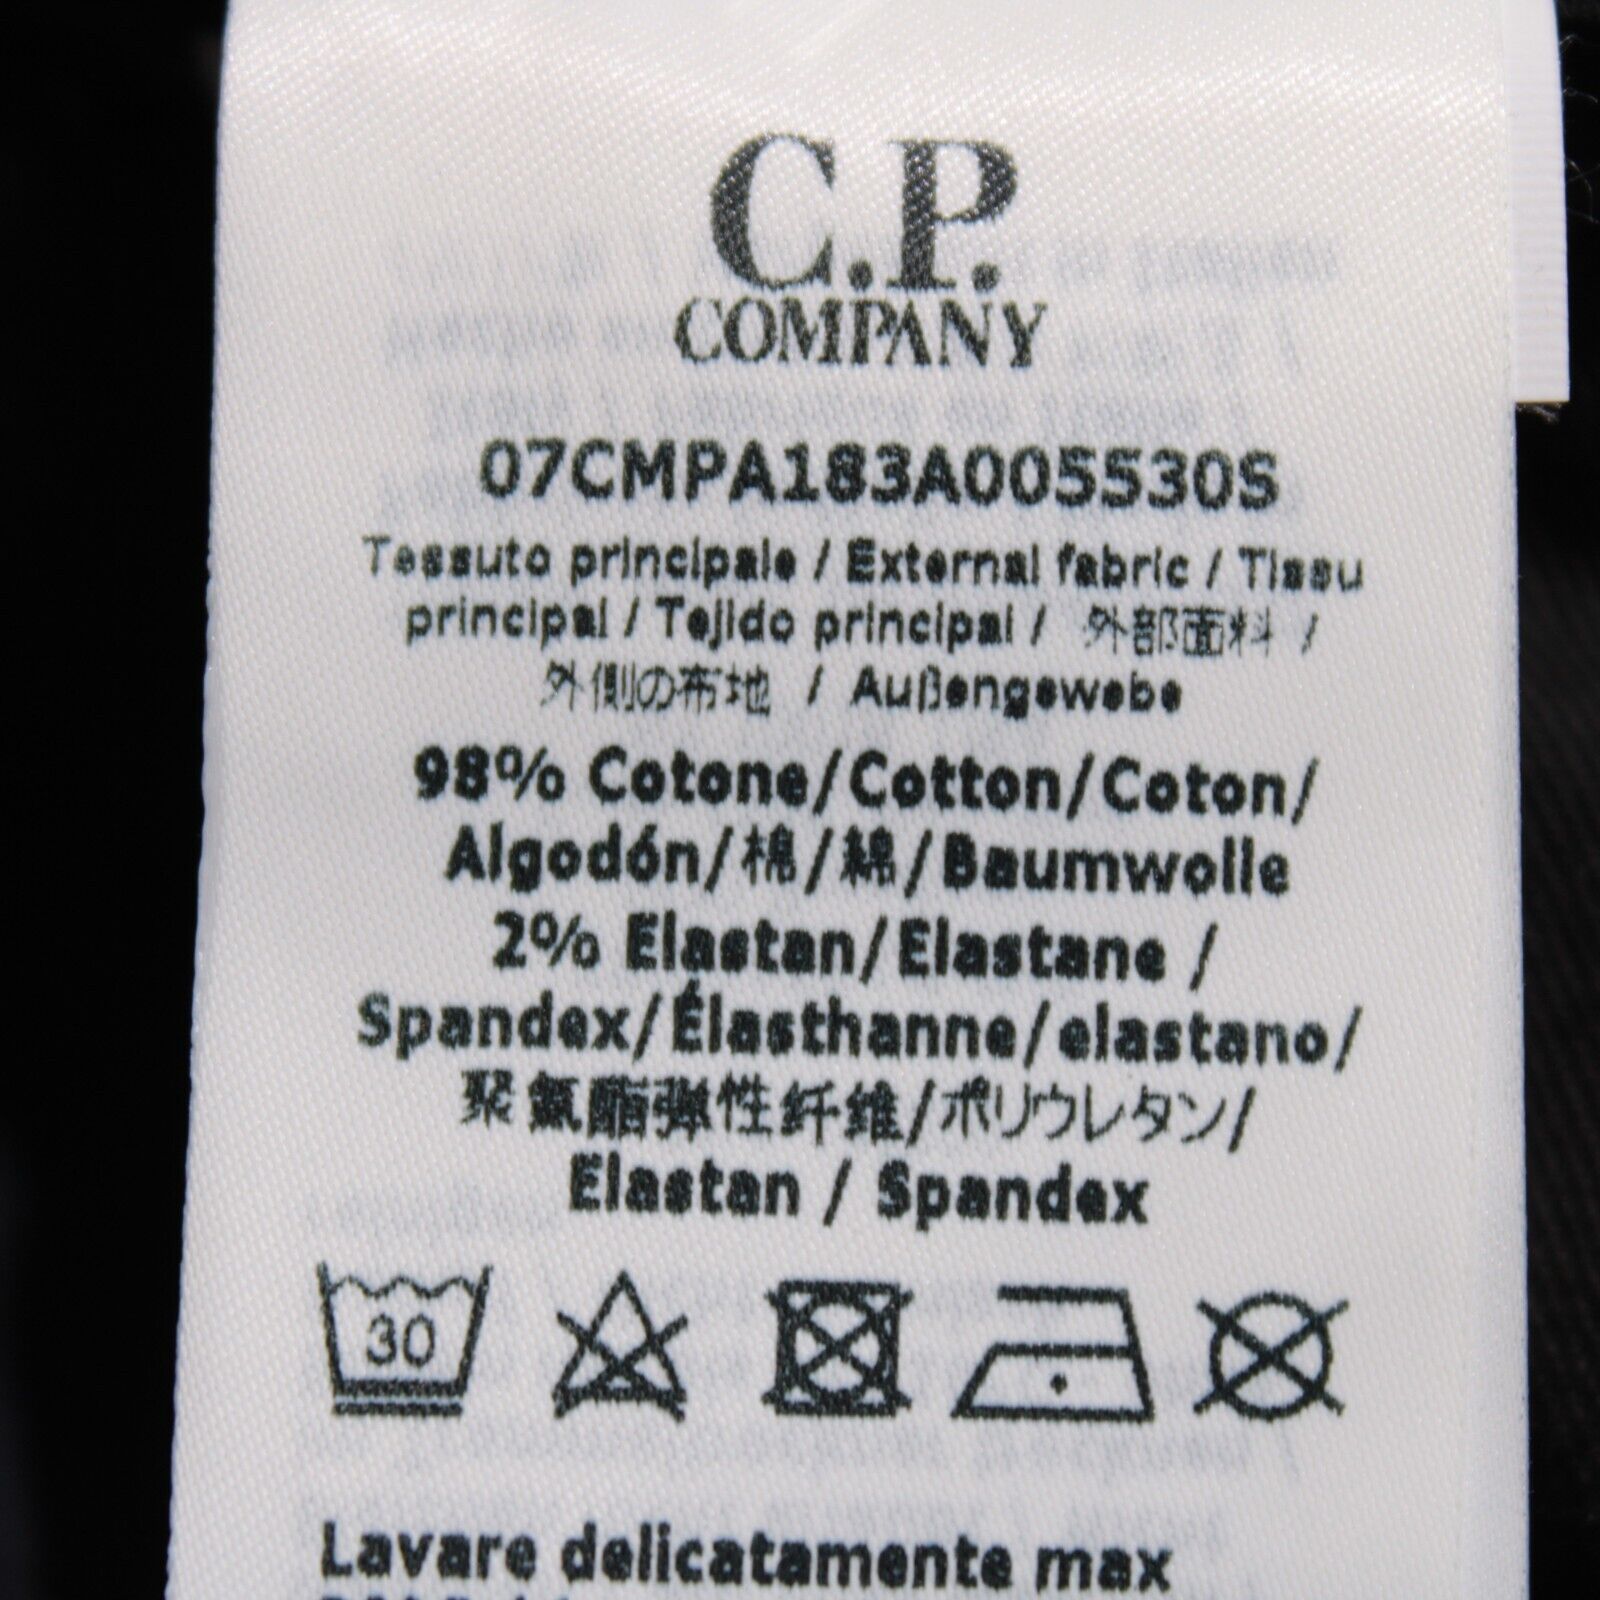 C.P.
COMPANY
07CMPA183A005530S
Tessuto principale / External fabric / Tissu
principal / Tejido principal / 外部面料 /
外側の布地 / Außengewebe
98% Cotone/Cotton/Coton/
Algodón/棉/綿/Baumwolle
2% Elastan/Elastane /
Spandex/Élasthanne/elastano/
聚氨酯弹性纤维/ポリウレタン/
Elastan / Spandex
30
Lavare delicatamente max